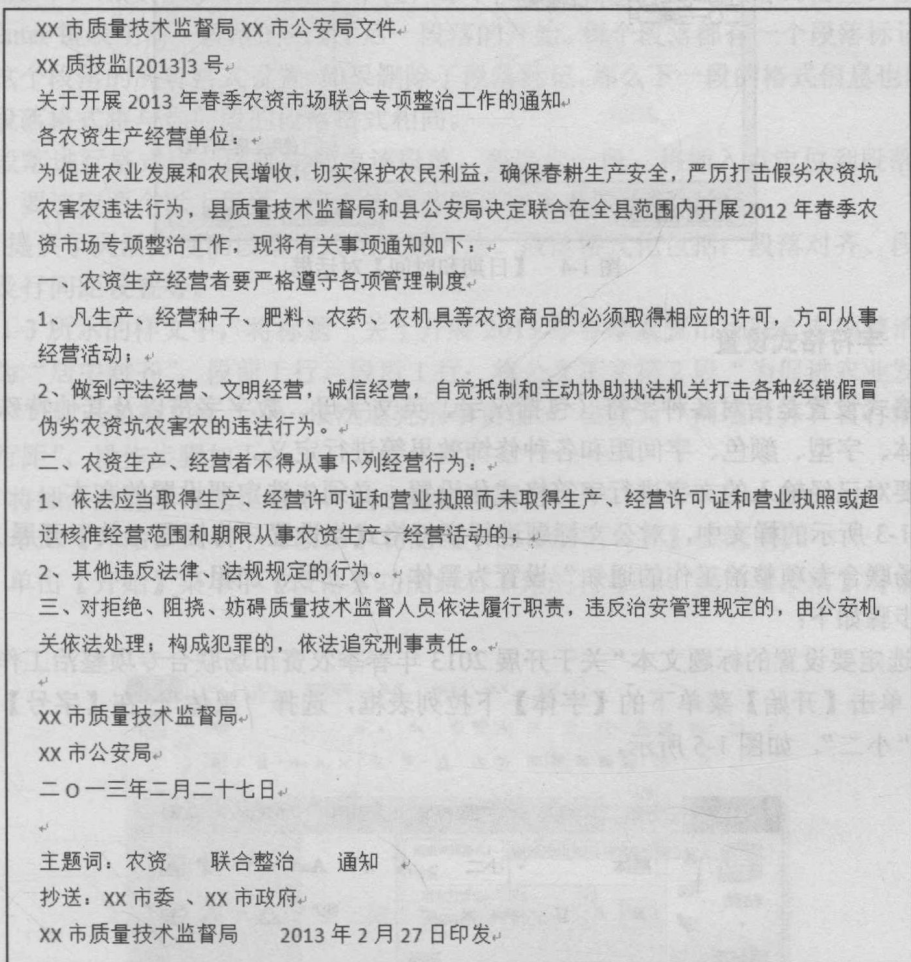 XX 市质量技术监督局 XX 市公安局文件
XX 质技监[2013]3 号
关于开展 2013 年春季农资市场联合专项整治工作的通知
各农资生产经营单位：
为促进农业发展和农民增收，切实保护农民利益，确保春耕生产安全，严厉打击假劣农资坑
农害农违法行为，县质量技术监督局和县公安局决定联合在全县范围内开展 2012 年春季农
资市场专项整治工作，现将有关事项通知如下：
一、农资生产经营者要严格遵守各项管理制度
1、凡生产、经营种子、肥料、农药、农机具等农资商品的必须取得相应的许可，方可从事
经营活动；
2、做到守法经营、文明经营，诚信经营，自觉抵制和主动协助执法机关打击各种经销假冒
伪劣农资坑农害农的违法行为。
二、农资生产、经营者不得从事下列经营行为：
1、依法应当取得生产、经营许可证和营业执照而未取得生产、经营许可证和营业执照或超
过核准经营范围和期限从事农资生产、经营活动的；
2、其他违反法律、法规规定的行为。
三、对拒绝、阻挠、妨碍质量技术监督人员依法履行职责，违反治安管理规定的，由公安机
关依法处理；构成犯罪的，依法追究刑事责任。
XX 市质量技术监督局
XX 市公安局
二 O 一三年二月二十七日
主题词：农资 联合整治 通知
抄送：XX 市委 、XX 市政府
XX 市质量技术监督局 2013 年 2 月 27 日印发